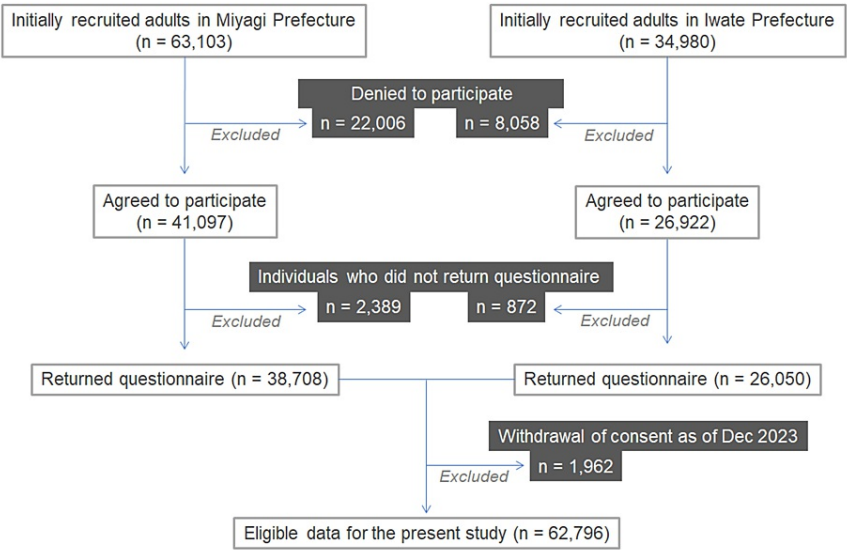 Initially recruited adults in Miyagi Prefecture
(n = 63,103)
Initially recruited adults in Iwate Prefecture
(n = 34,980)
Denied to participate
n = 22,006
n = 8,058
Excluded
Excluded
Agreed to participate
(n = 41,097)
Agreed to participate
(n = 26,922)
Individuals who did not return questionnaire
n = 2,389
n = 872
Excluded
Excluded
Returned questionnaire (n = 38,708)
Returned questionnaire (n = 26,050)
Withdrawal of consent as of Dec 2023
n = 1,962
Excluded
Eligible data for the present study (n = 62,796)